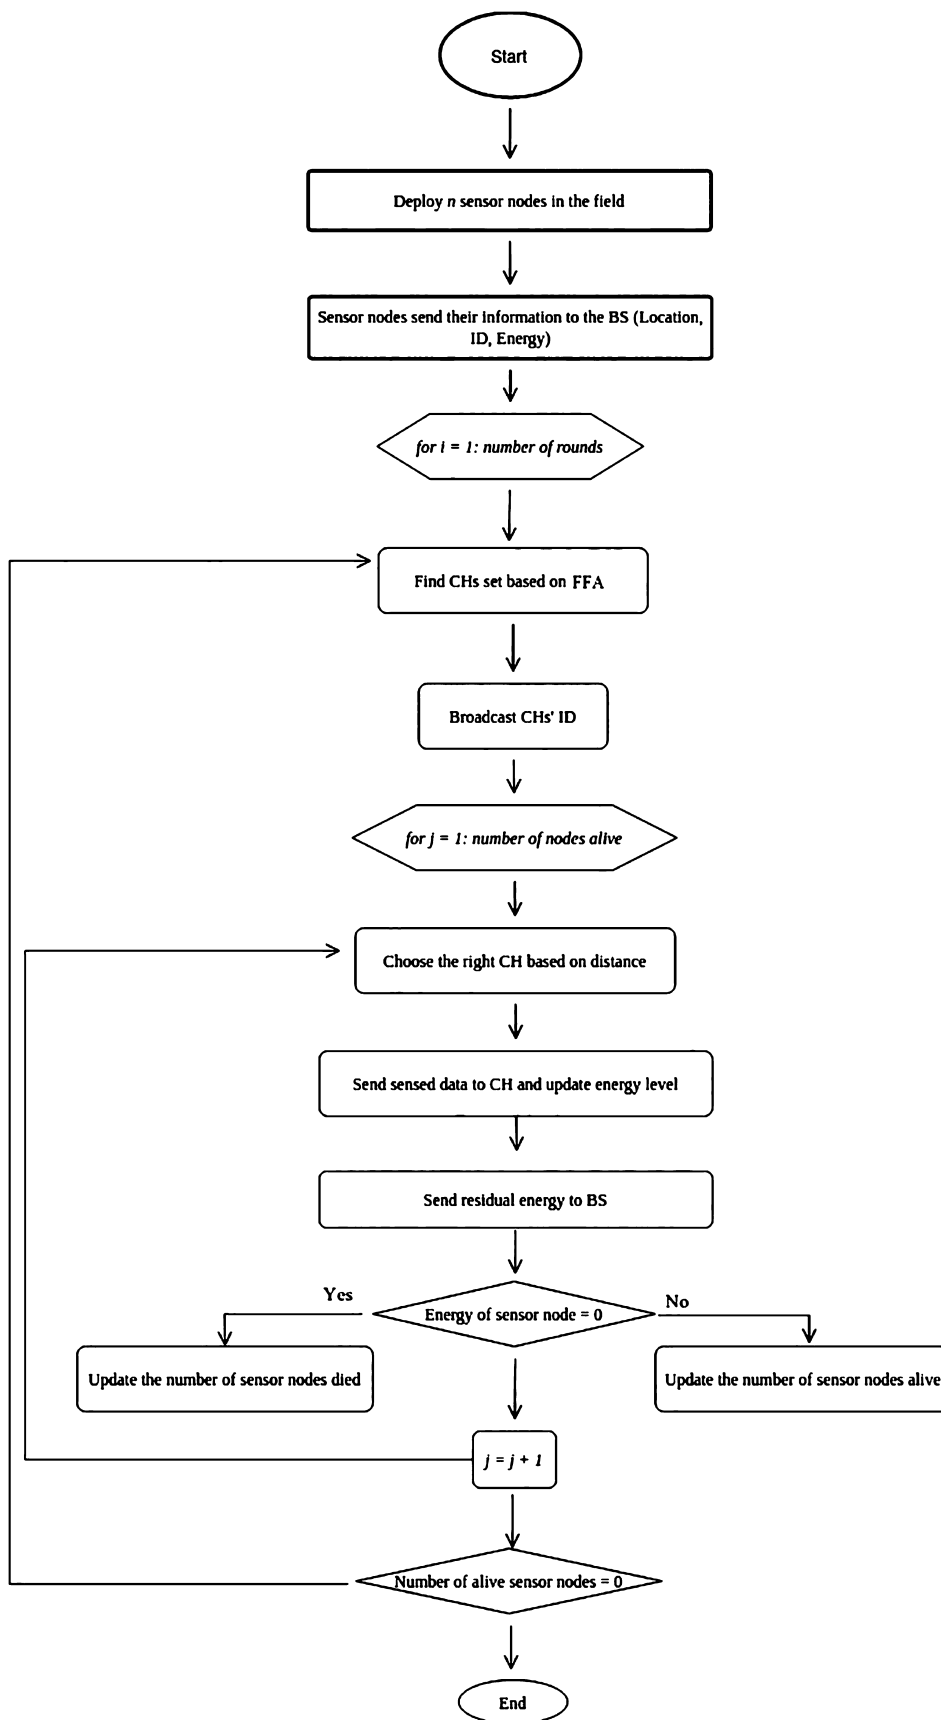 Start
Deploy n sensor nodes in the field
Sensor nodes send their information to the BS (Location,
ID, Energy)
for i = 1: number of rounds
Find CHs set based on FFA
Broadcast CHs' ID
for j = 1: number of nodes alive
Choose the right CH based on distance
Send sensed data to CH and update energy level
Send residual energy to BS
Yes
Energy of sensor node = 0
No
Update the number of sensor nodes died
Update the number of sensor nodes alive
j = j + 1
Number of alive sensor nodes = 0
End